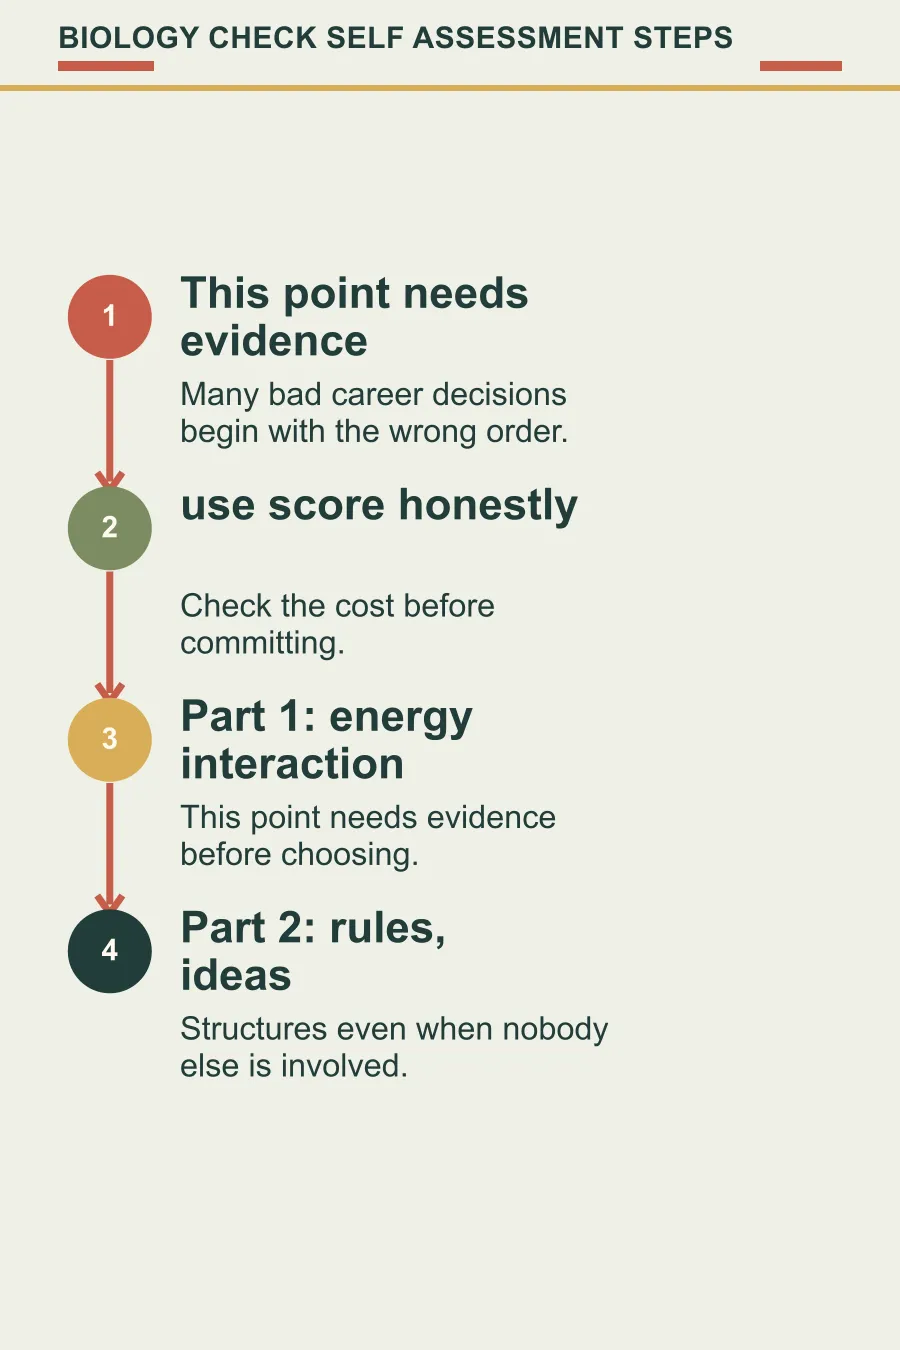 BIOLOGY CHECK SELF ASSESSMENT STEPS
1
This point needs
evidence
Many bad career decisions
begin with the wrong order.
2
use score honestly
Check the cost before
committing.
3
Part 1: energy
interaction
This point needs evidence
before choosing.
4
Part 2: rules,
ideas
Structures even when nobody
else is involved.